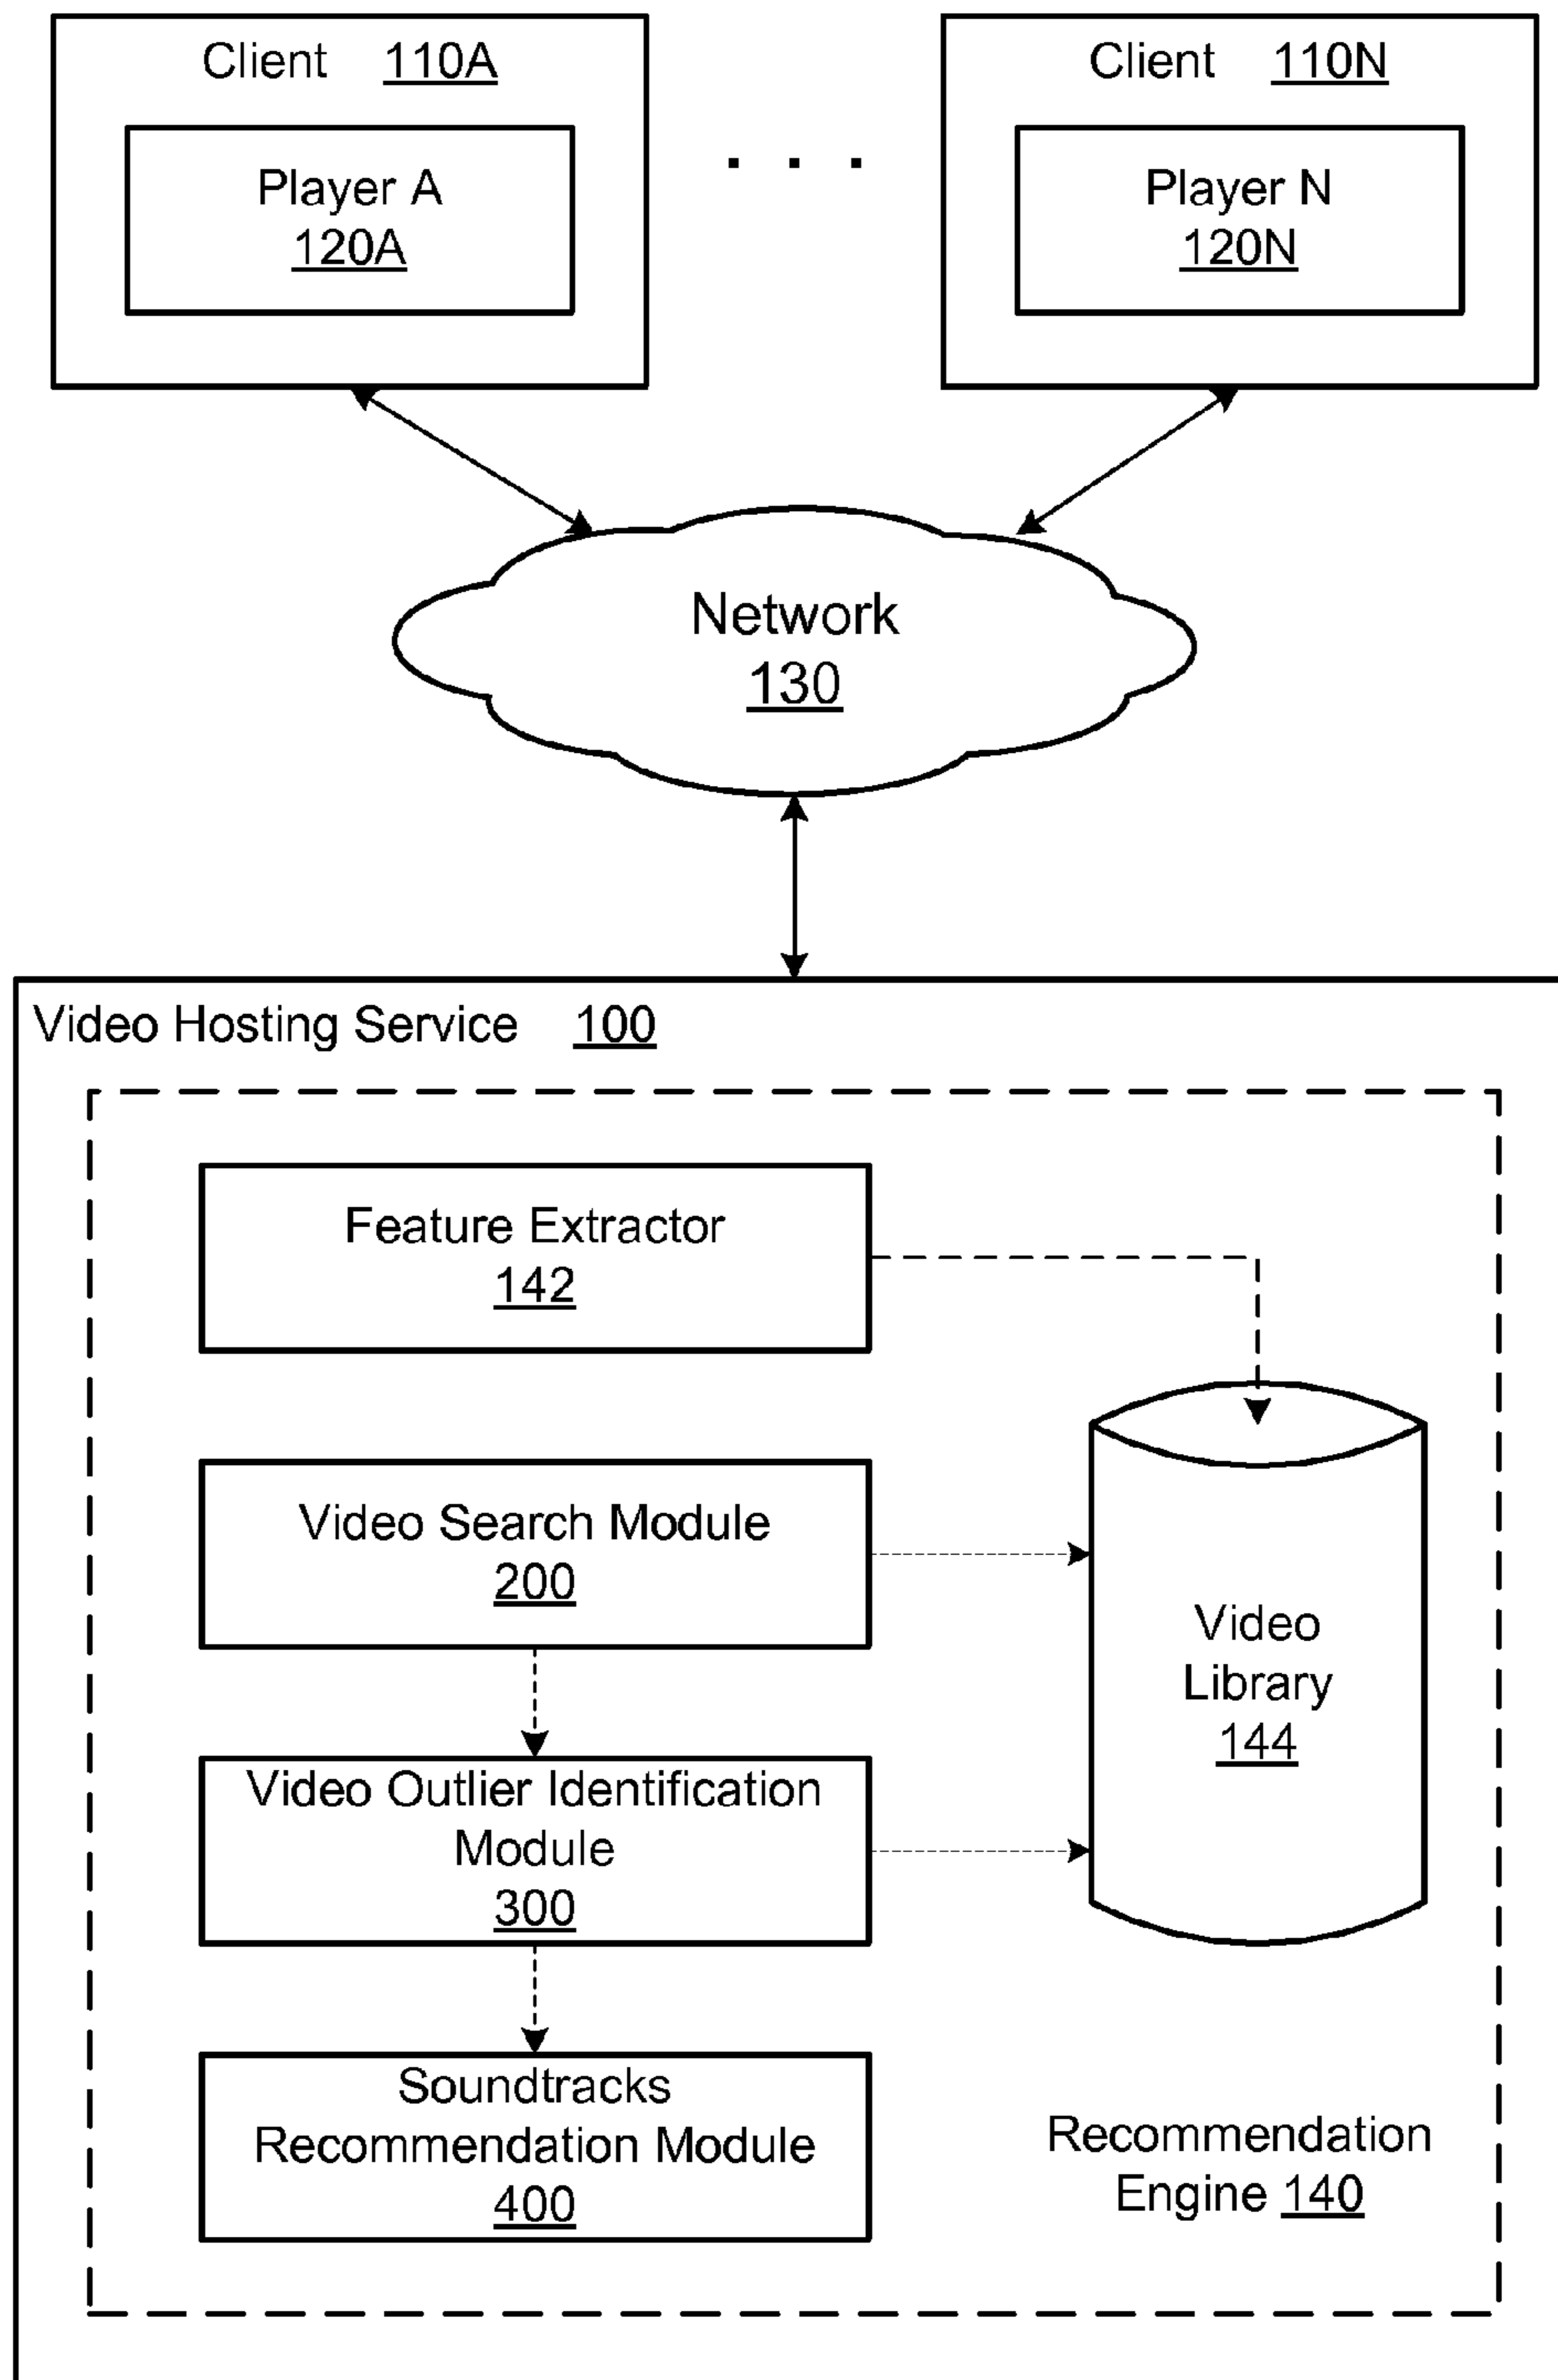 Client 110A
Player A
120A
Client 110N
Player N
120N
. . .
Network
130
Video Hosting Service 100
Feature Extractor
142
Video Search Module
200
Video Outlier Identification
Module
300
Soundtracks
Recommendation Module
400
Video
Library
144
Recommendation
Engine 140